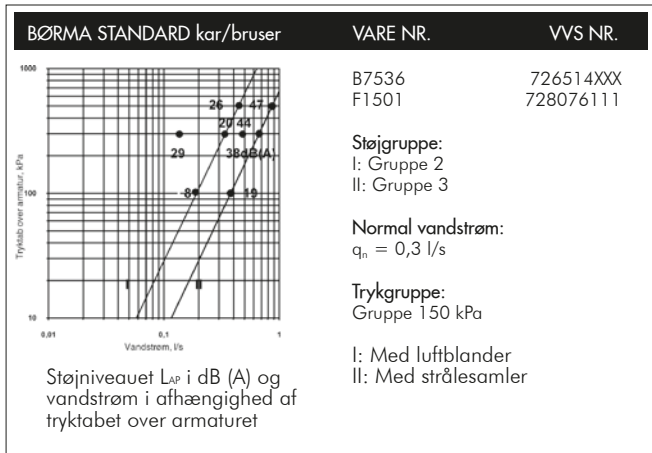 BØRMA STANDARD kar/bruser
VARE NR.
VVS NR.
1000
100
10
0,01
0,1
1
Tryktab over armatur, kPa
Vandstrøm, l/s
26
47
20
44
29
38dB(A)
8
19
I
II
Støjniveauet LAP i dB (A) og
vandstrøm i afhængighed af
tryktabet over armaturet
B7536
726514XXX
F1501
728076111
Støjgruppe:
I: Gruppe 2
II: Gruppe 3
Normal vandstrøm:
qn = 0,3 l/s
Trykgruppe:
Gruppe 150 kPa
I: Med luftblander
II: Med strålesamler